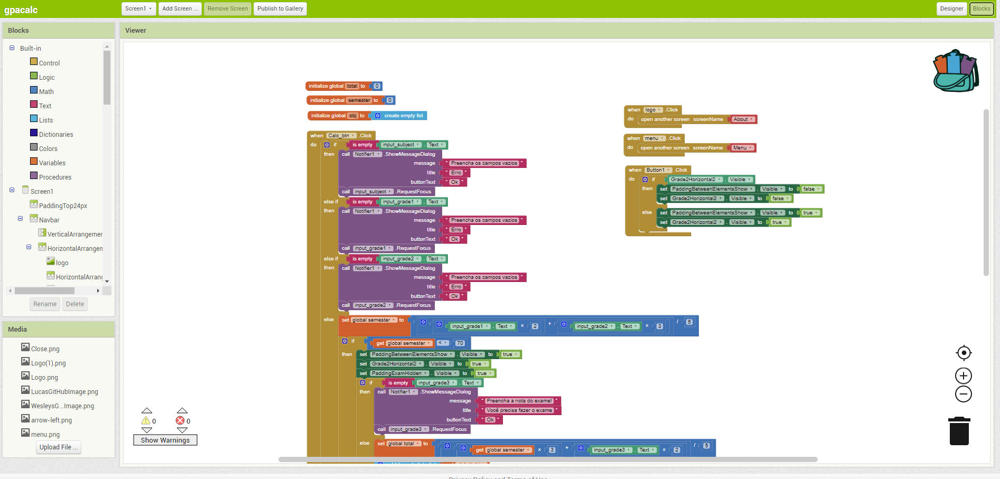 gpacalc
Screen1
Add Screen ...
Remove Screen
Publish to Gallery
Designer
Blocks
Blocks
Built-in
Control
Logic
Math
Text
Lists
Dictionaries
Colors
Variables
Procedures
Screen1
PaddingTop24px
Navbar
VerticalArrangemer
HorizontalArrangen
logo
HorizontalArrang
Rename
Delete
Media
Close.png
Logo(1).png
Logo.png
LucasGitHubImage.png
WesleysG...Image.png
arrow-left.png
menu.png
Upload File ...
Viewer
initialize global total to 0
initialize global semester to 0
initialize global obj to create empty list
when Calc_btn .Click
do if is empty input_subject . Text
then call Notifier1 .ShowMessageDialog
message " Preencha os campos vazios "
title " Erro "
buttonText " Ok "
call input_subject .RequestFocus
else if is empty input_grade1 . Text
then call Notifier1 .ShowMessageDialog
message " Preencha os campos vazios "
title " Erro "
buttonText " Ok "
call input_grade1 .RequestFocus
else if is empty input_grade2 . Text
then call Notifier1 .ShowMessageDialog
message " Preencha os campos vazios "
title " Erro "
buttonText " Ok "
call input_grade2 .RequestFocus
else set global semester to input_grade1 . Text × 2 + input_grade2 . Text × 3 / 5
if get global semester < 70
then set PaddingBetweenElementsShow . Visible to true
set Grade2Horizontal2 . Visible to true
set PaddingExamHidden . Visible to true
if is empty input_grade3 . Text
then call Notifier1 .ShowMessageDialog
message " Preencha a nota do exame! "
title " Você precisa fazer o exame "
buttonText " Ok "
call input_grade3 .RequestFocus
else set global total to get global semester × 3 + input_grade3 . Text × 2 / 5
when logo .Click
do open another screen screenName About
when menu .Click
do open another screen screenName Menu
when Button1 .Click
do if Grade2Horizontal2 . Visible
then set PaddingBetweenElementsShow . Visible to false
set Grade2Horizontal2 . Visible to false
else set PaddingBetweenElementsShow . Visible to true
set Grade2Horizontal2 . Visible to true
0 0
Show Warnings
Privacy Policy and Terms of Use